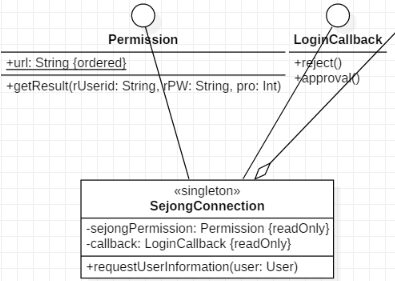 Permission
+url: String {ordered}
+getResult(rUserid: String, rPW: String, pro: Int)
LoginCallback
+reject()
+approval()
«singleton»
SejongConnection
-sejongPermission: Permission {readOnly}
-callback: LoginCallback {readOnly}
+requestUserInformation(user: User)